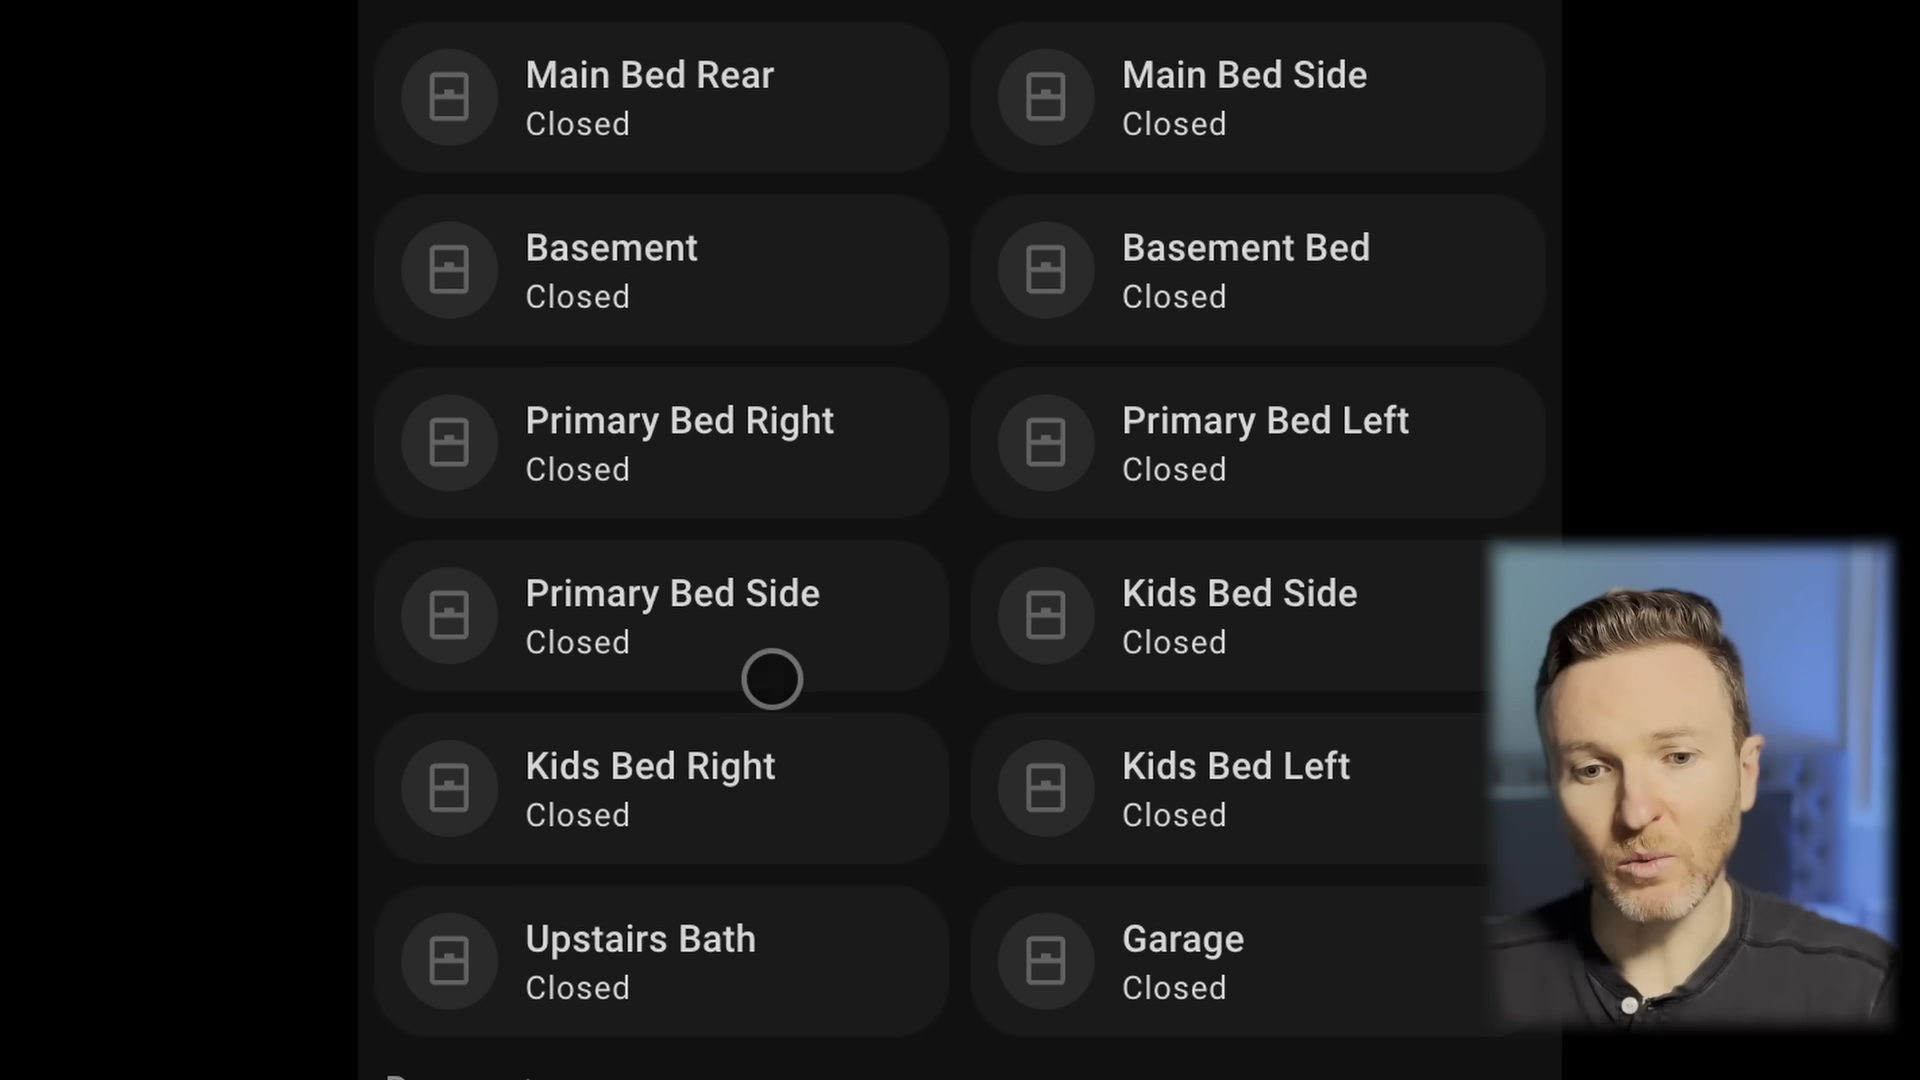 Main Bed Rear
Closed
Main Bed Side
Closed
Basement
Closed
Basement Bed
Closed
Primary Bed Right
Closed
Primary Bed Left
Closed
Primary Bed Side
Closed
Kids Bed Side
Closed
Kids Bed Right
Closed
Kids Bed Left
Closed
Upstairs Bath
Closed
Garage
Closed